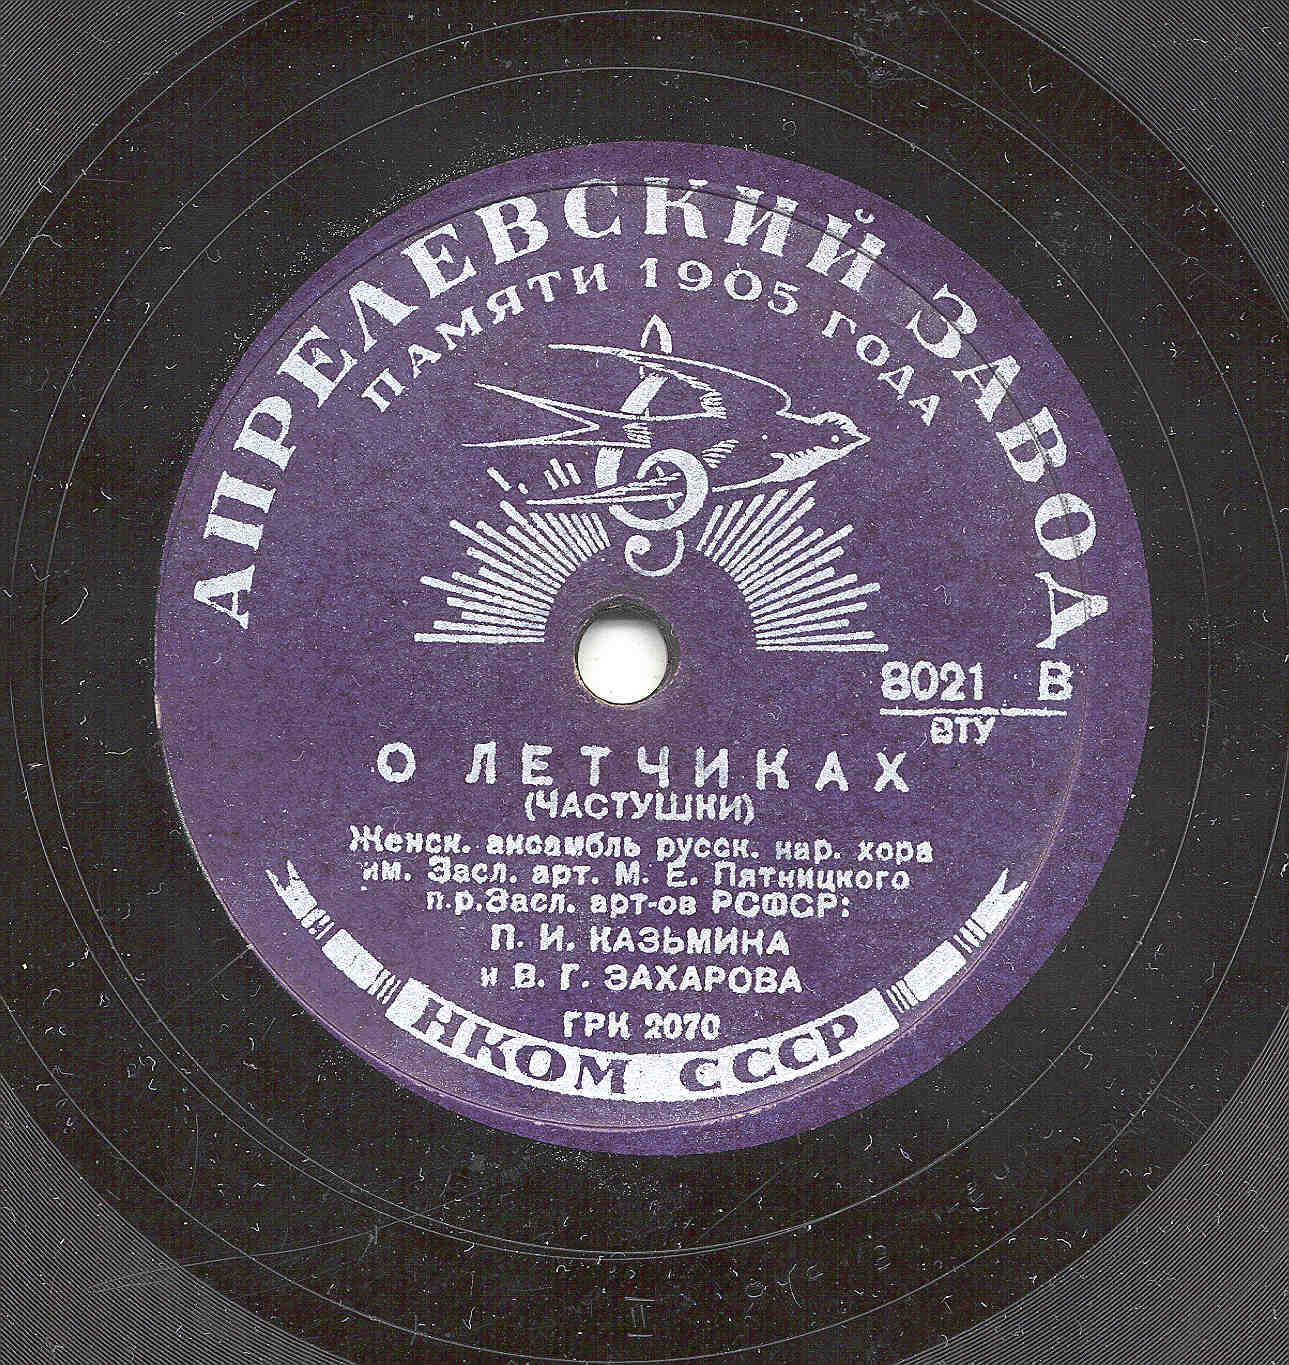 АПРЕЛЕВСКИЙ ЗАВОД
ПАМЯТИ 1905 ГОДА
8021 В
ВТУ
О ЛЕТЧИКАХ
(ЧАСТУШКИ)
Женск. ансамбль русск. нар. хора
им. Засл. арт. М. Е. Пятницкого
п.р.Засл. арт-ов РСФСР:
П. И. КАЗЬМИНА
и В. Г. ЗАХАРОВА
ГРК 2070
НКОМ СССР
II